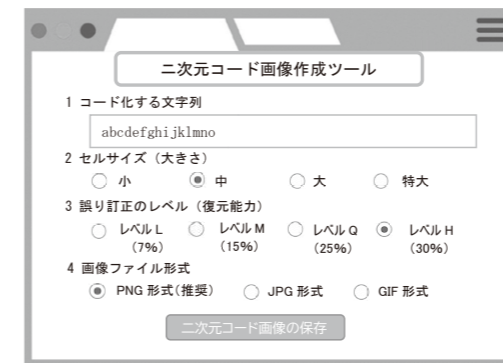 二次元コード画像作成ツール
1 コード化する文字列
abcdefghijklmno
2 セルサイズ(大きさ)
小 中 大 特大
3 誤り訂正のレベル(復元能力)
レベル L レベル M レベル Q レベル H
(7%) (15%) (25%) (30%)
4 画像ファイル形式
PNG 形式(推奨) JPG 形式 GIF 形式
二次元コード画像の保存